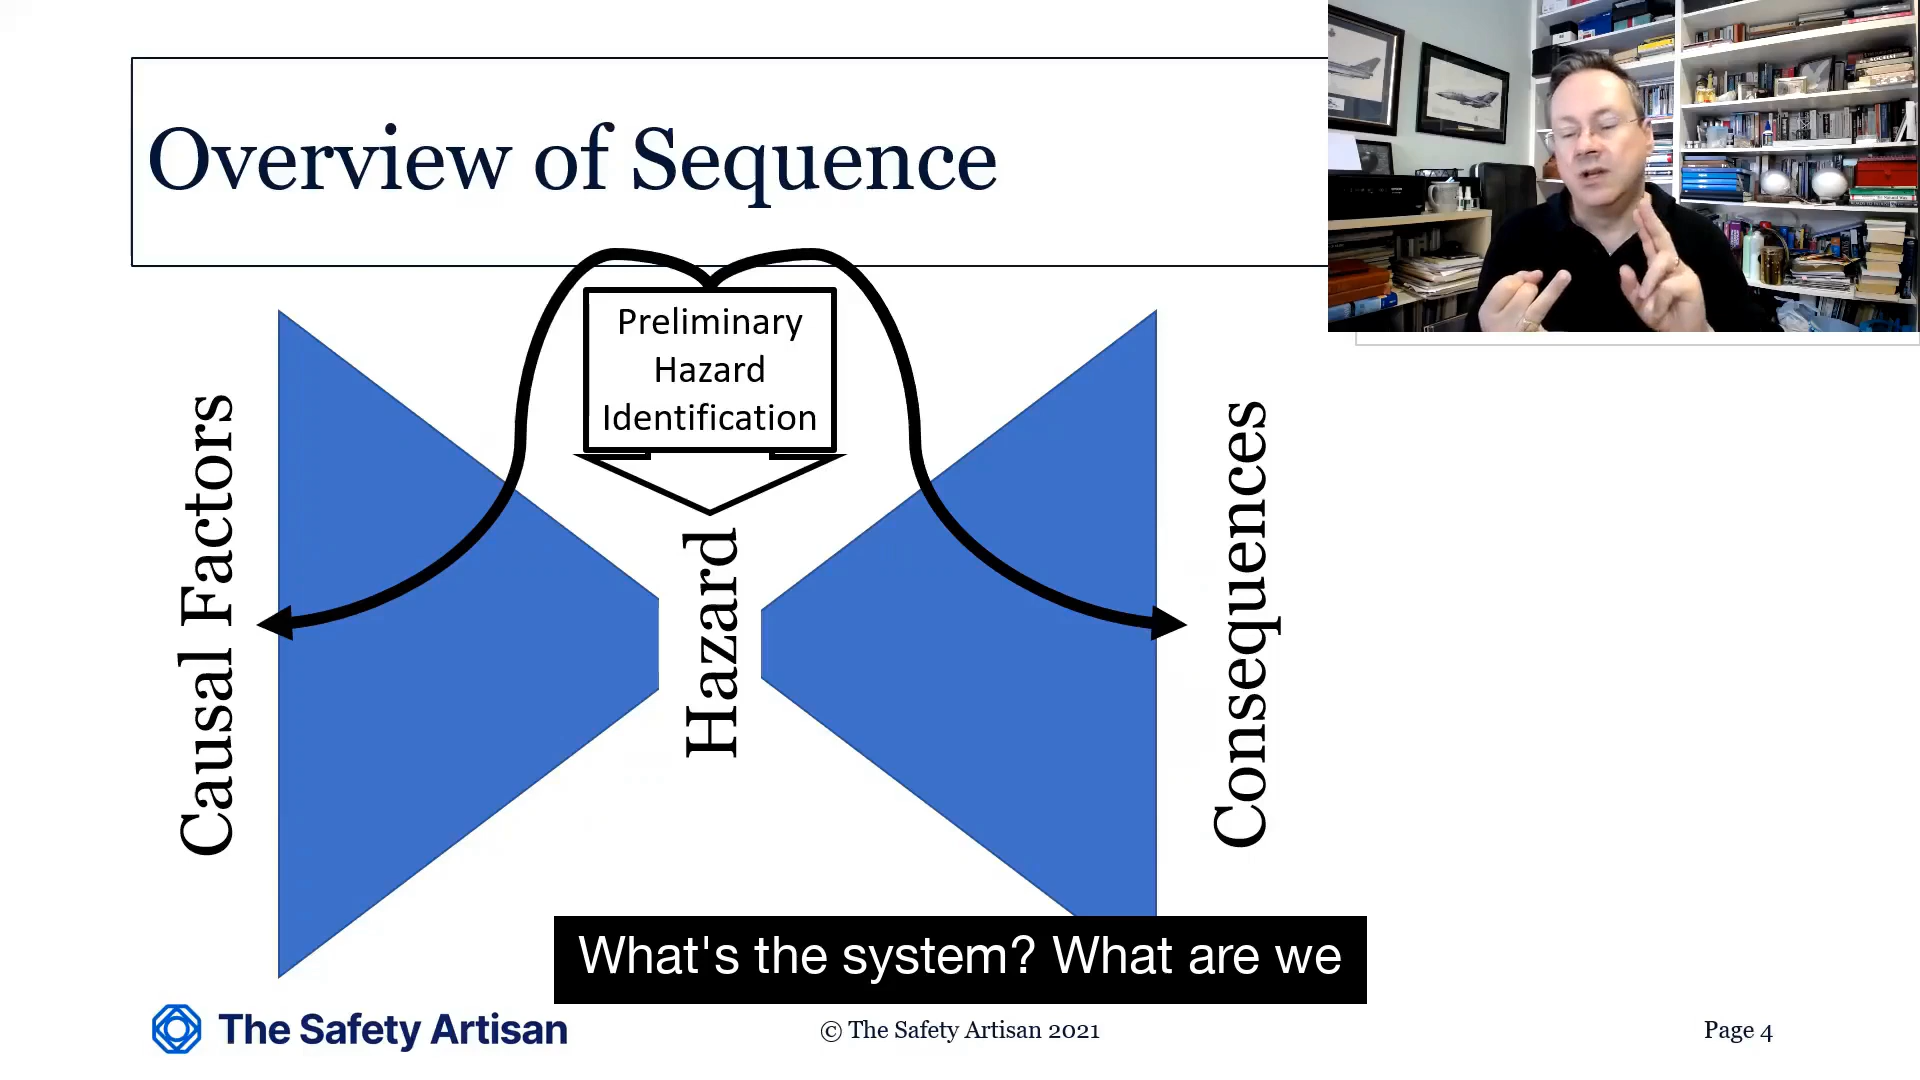 Overview of Sequence
Preliminary
Hazard
Identification
Causal Factors
Hazard
Consequences
What's the system? What are we
The Safety Artisan
© The Safety Artisan 2021
Page 4